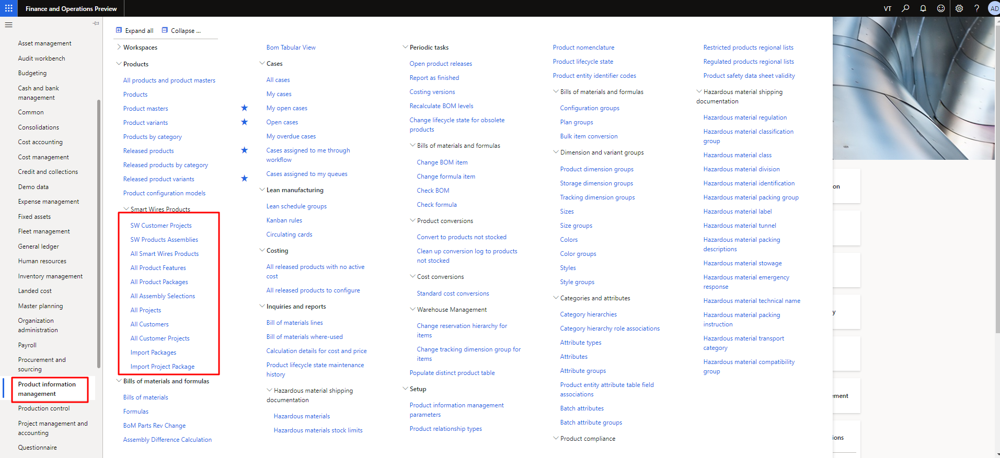 Finance and Operations Preview
VT
?
AD
Asset management
Audit workbench
Budgeting
Cash and bank
management
Common
Consolidations
Cost accounting
Cost management
Credit and collections
Demo data
Expense management
Fixed assets
Fleet management
General ledger
Human resources
Inventory management
Landed cost
Master planning
Organization
administration
Payroll
Procurement and
sourcing
Product information
management
Production control
Project management and
accounting
Questionnaire
Expand all
Collapse ...
Workspaces
Products
All products and product masters
Products
Product masters
Product variants
Products by category
Released products
Released products by category
Released product variants
Product configuration models
Smart Wires Products
SW Customer Projects
SW Products Assemblies
All Smart Wires Products
All Product Features
All Product Packages
All Assembly Selections
All Projects
All Customers
All Customer Projects
Import Packages
Import Project Package
Bills of materials and formulas
Bills of materials
Formulas
BoM Parts Rev Change
Assembly Difference Calculation
Bom Tabular View
Cases
All cases
My cases
My open cases
Open cases
My overdue cases
Cases assigned to me through
workflow
Cases assigned to my queues
Lean manufacturing
Lean schedule groups
Kanban rules
Circulating cards
Costing
All released products with no active
cost
All released products to configure
Inquiries and reports
Bill of materials lines
Bill of materials where-used
Calculation details for cost and price
Product lifecycle state maintenance
history
Hazardous material shipping
documentation
Hazardous materials
Hazardous materials stock limits
Periodic tasks
Open product releases
Report as finished
Costing versions
Recalculate BOM levels
Change lifecycle state for obsolete
products
Bills of materials and formulas
Change BOM item
Change formula item
Check BOM
Check formula
Product conversions
Convert to products not stocked
Clean up conversion log to products
not stocked
Cost conversions
Standard cost conversions
Warehouse Management
Change reservation hierarchy for
items
Change tracking dimension group for
items
Populate distinct product table
Setup
Product information management
parameters
Product relationship types
Product nomenclature
Product lifecycle state
Product entity identifier codes
Bills of materials and formulas
Configuration groups
Plan groups
Bulk item conversion
Dimension and variant groups
Product dimension groups
Storage dimension groups
Tracking dimension groups
Sizes
Size groups
Colors
Color groups
Styles
Style groups
Categories and attributes
Category hierarchies
Category hierarchy role associations
Attribute types
Attributes
Attribute groups
Product entity attribute table field
associations
Batch attributes
Batch attribute groups
Product compliance
Restricted products regional lists
Regulated products regional lists
Product safety data sheet validity
Hazardous material shipping
documentation
Hazardous material regulation
Hazardous material classification
group
Hazardous material class
Hazardous material division
Hazardous material identification
Hazardous material packing group
Hazardous material label
Hazardous material tunnel
Hazardous material packing
descriptions
Hazardous material stowage
Hazardous material emergency
response
Hazardous material technical name
Hazardous material packing
instruction
Hazardous material transport
category
Hazardous material compatibility
group
on
y
ement
ions